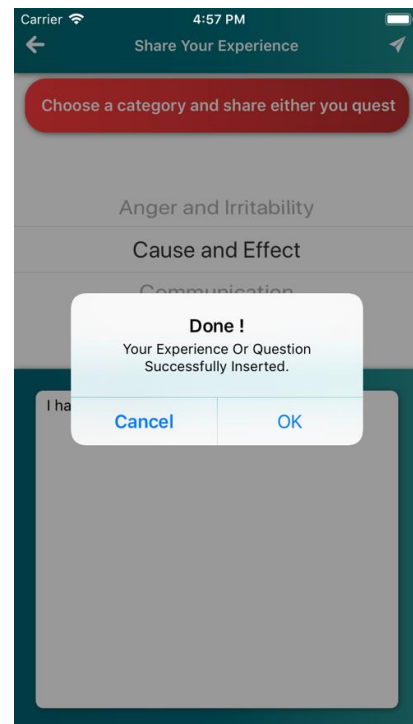 Carrier 4:57 PM
Share Your Experience
Choose a category and share either you quest
Anger and Irritability
Cause and Effect
Communication
Done !
Your Experience Or Question
Successfully Inserted.
I ha
Cancel OK